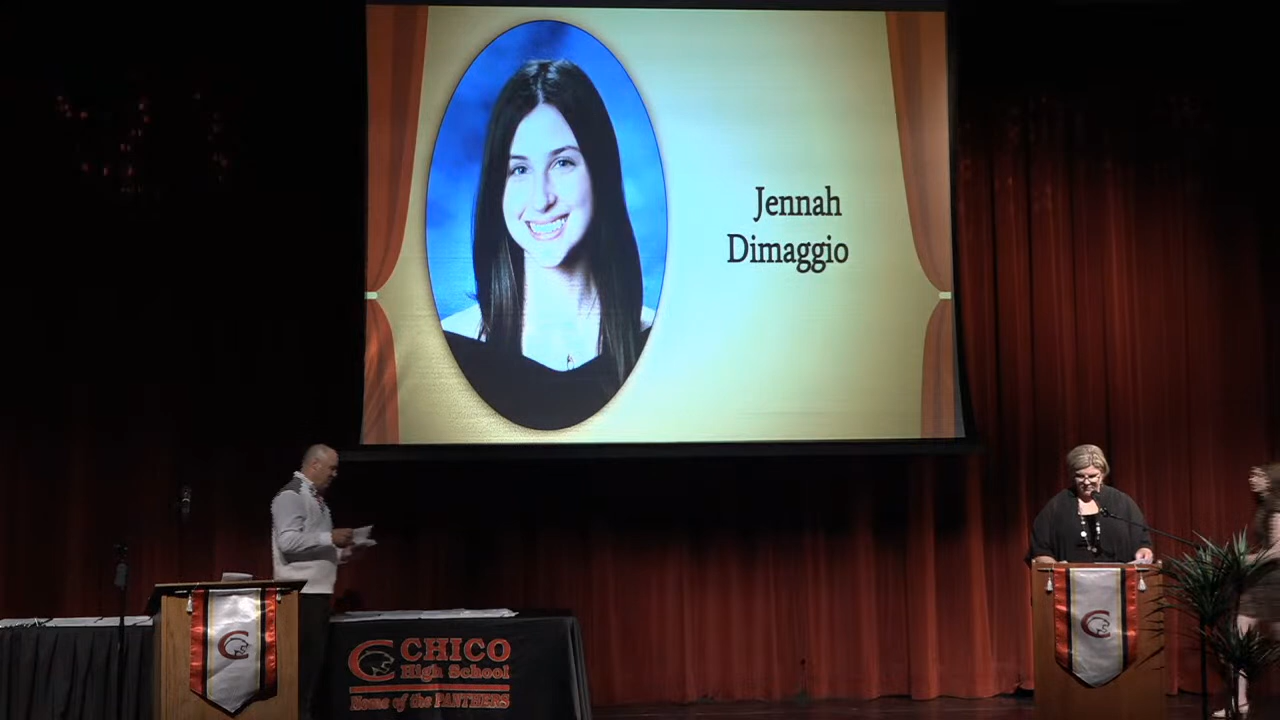 Jennah
Dimaggio
CHICO
High School
Home of the PANTHERS